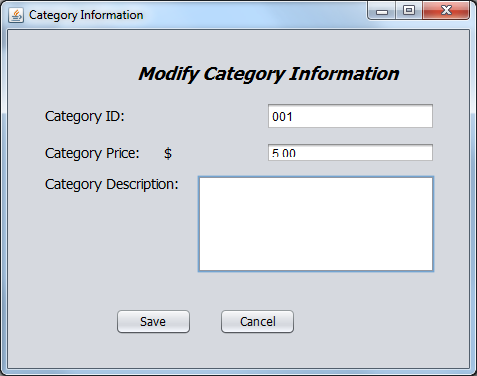 Category Information
Modify Category Information
Category ID: 001
Category Price: $ 5.00
Category Description:
Save Cancel